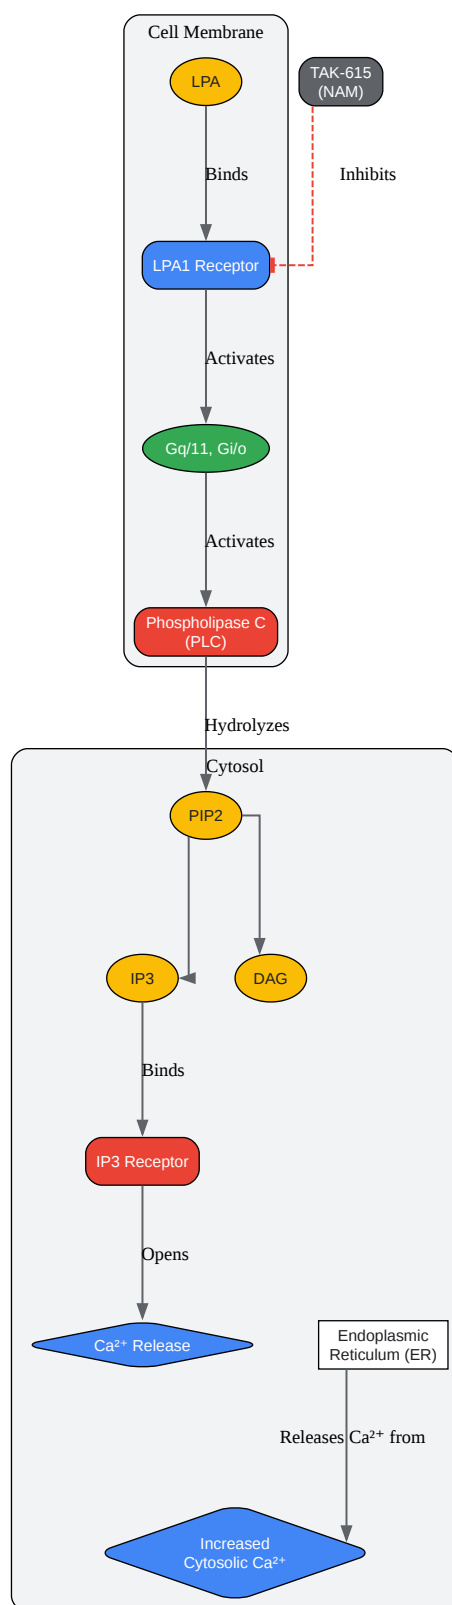 Cell Membrane
LPA
TAK-615
(NAM)
Binds
Inhibits
LPA1 Receptor
Activates
Gq/11, Gi/o
Activates
Phospholipase C
(PLC)
Hydrolyzes
Cytosol
PIP2
IP3
DAG
Binds
IP3 Receptor
Opens
Ca²⁺ Release
Endoplasmic
Reticulum (ER)
Releases Ca²⁺ from
Increased
Cytosolic Ca²⁺